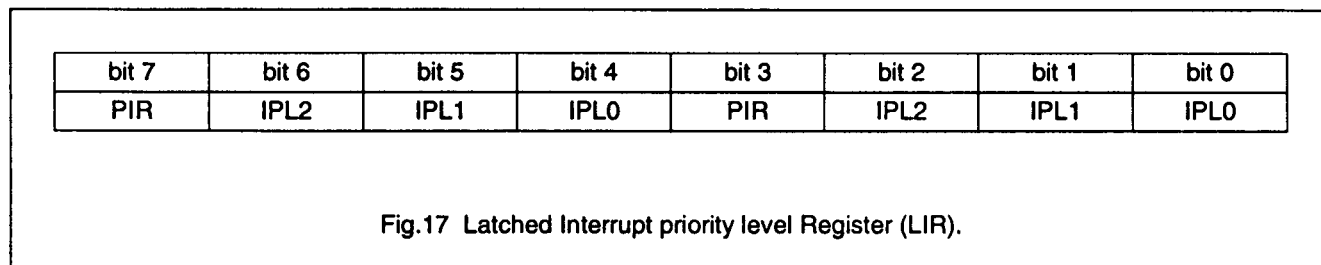 bit 7 bit 6 bit 5 bit 4 bit 3 bit 2 bit 1 bit 0
PIR IPL2 IPL1 IPL0 PIR IPL2 IPL1 IPL0
Fig.17 Latched Interrupt priority level Register (LIR).